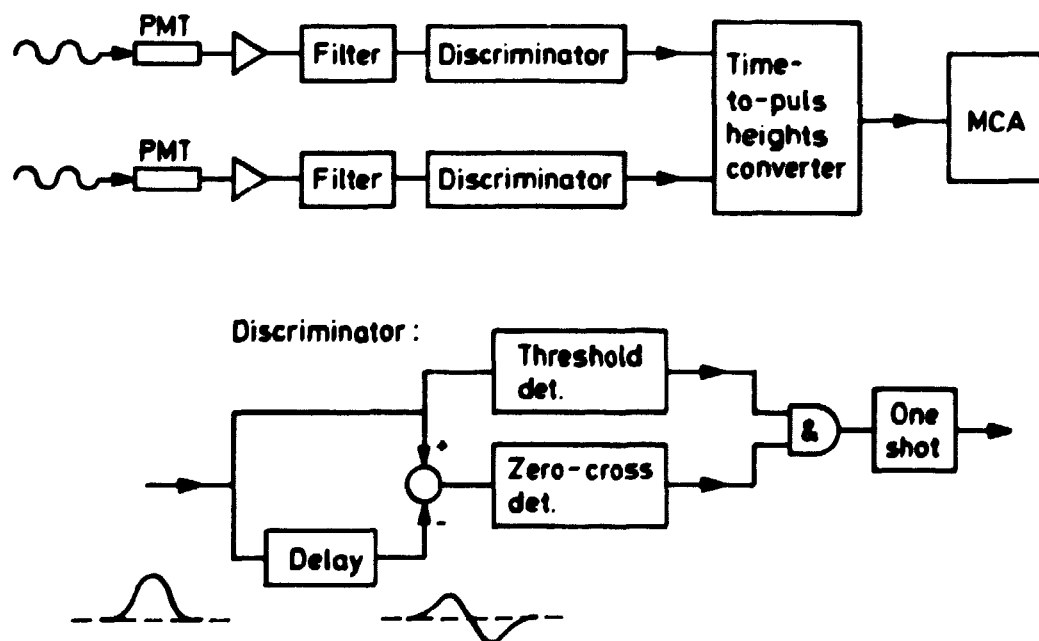 PMT
Filter
Discriminator
Time-
to-puls
heights
converter
MCA
PMT
Filter
Discriminator
Discriminator :
Threshold
det.
+
&
One
shot
Zero-cross
det.
-
Delay